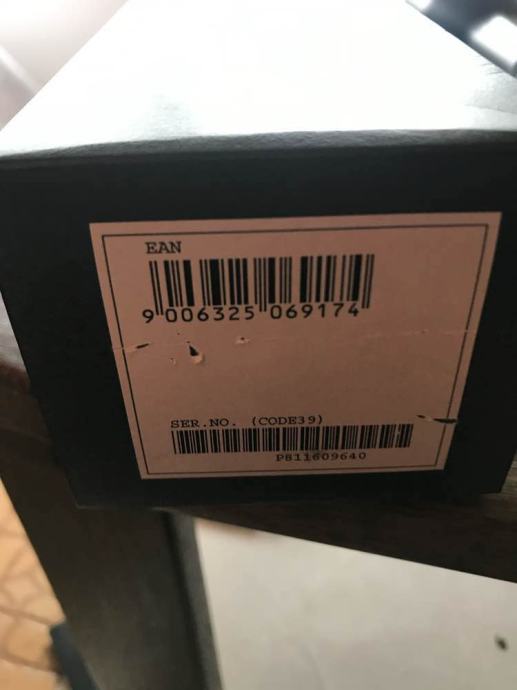 EAN
9 006325 069174
SER.NO. (CODE39)
P811609640